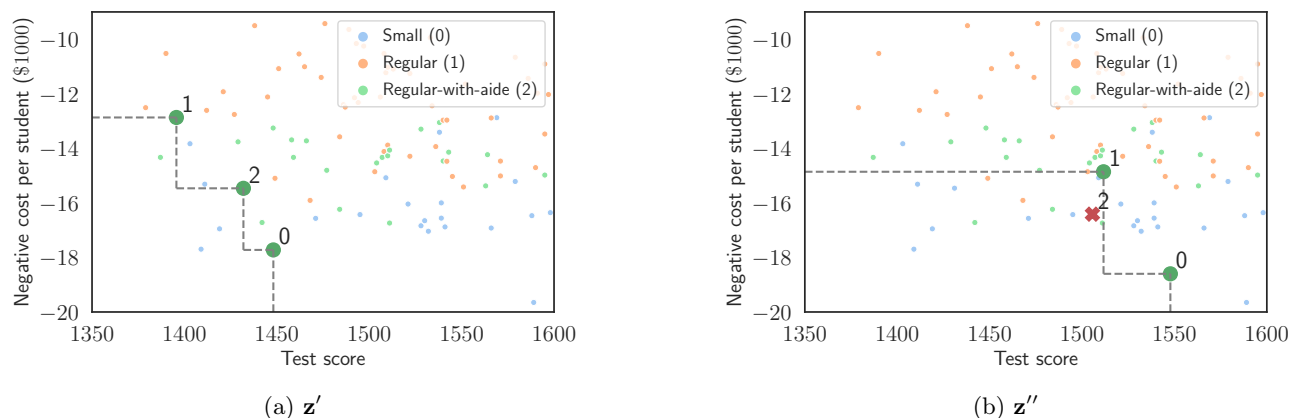 Negative cost per student ($1000)
−10
−12
−14
−16
−18
−20
Small (0)
Regular (1)
Regular-with-aide (2)
1
2
0
1350 1400 1450 1500 1550 1600
Test score
(a) z′
Negative cost per student ($1000)
−10
−12
−14
−16
−18
−20
Small (0)
Regular (1)
Regular-with-aide (2)
1
2
0
1350 1400 1450 1500 1550 1600
Test score
(b) z′′